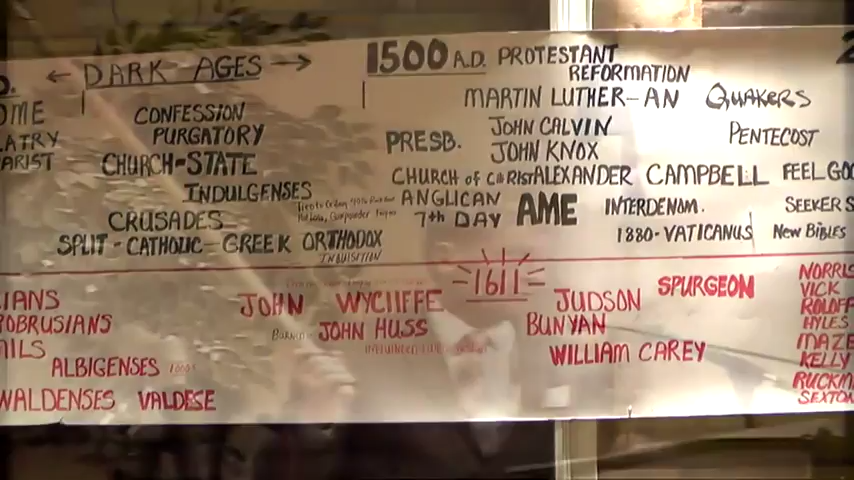 D. ← DARK AGES → 1500 A.D. PROTESTANT
REFORMATION
OME CONFESSION MARTIN LUTHER-AN QUAKERS
LATRY PURGATORY PRESB. JOHN CALVIN PENTECOST
ARIST CHURCH-STATE JOHN KNOX
CHURCH of CHRIST ALEXANDER CAMPBELL FEEL GOO
INDULGENSES ANGLICAN AME INTERDENOM. SEEKERS
CRUSADES 7th DAY 1880-VATICANUS New BIbles
SPLIT-CATHOLIC-GREEK ORTHODOX
INQUISITION
1611
IANS JOHN WYCLIFFE JUDSON SPURGEON NORRIS
VICK
ROBRUSIANS JOHN HUSS BUNYAN ROLOFF
HYLES
ILS WILLIAM CAREY MAZE
ALBIGENSES KELLY
RUCKM
WALDENSES VALDESE SEXTON